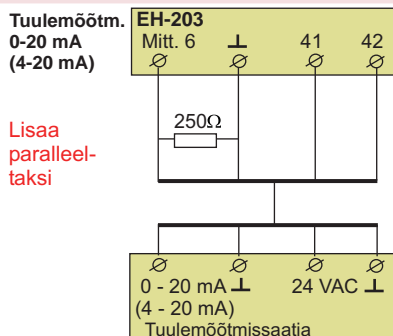 Tuulemõõtm.
0-20 mA
(4-20 mA)
EH-203
Mitt. 6 ⊥ 41 42
250Ω
Lisaa
paralleel-
taksi
0 - 20 mA ⊥ 24 VAC ⊥
(4 - 20 mA)
Tuulemõõtmissaatia